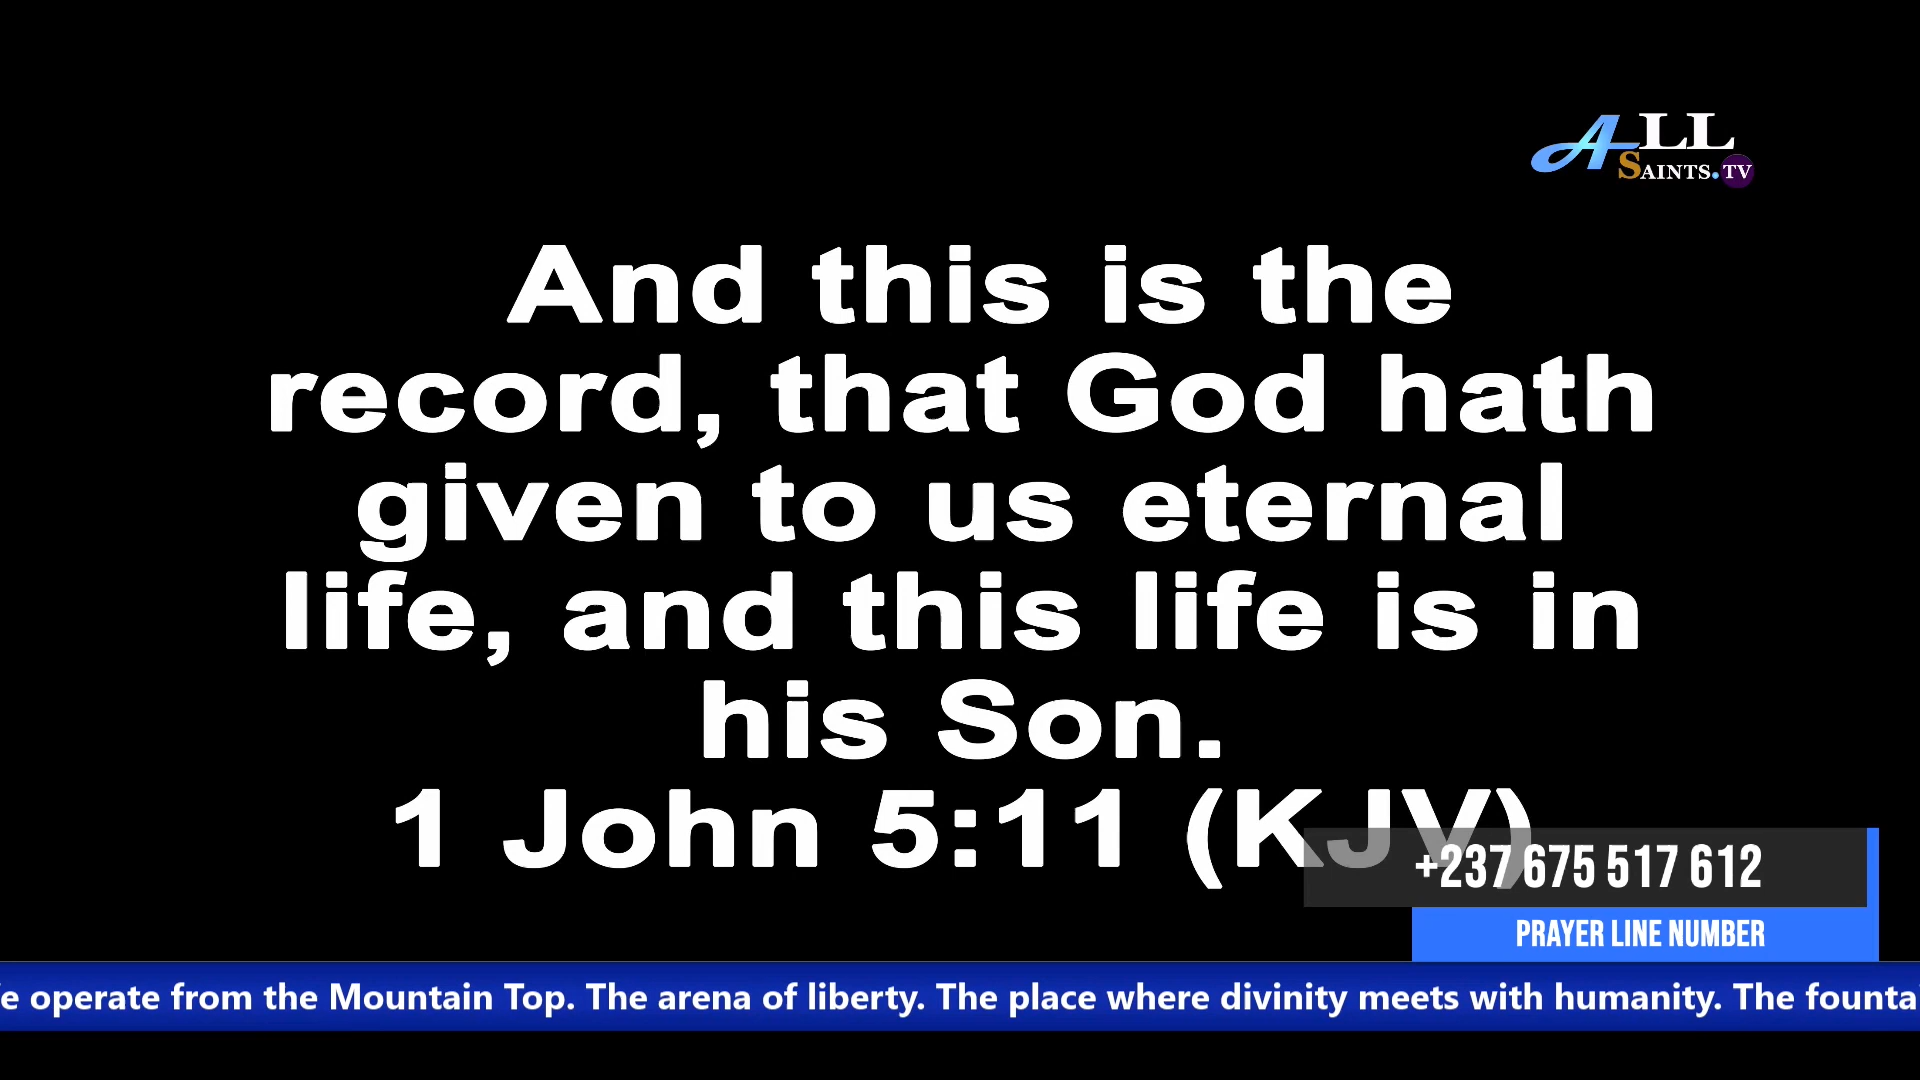 ALL
SAINTS.TV
And this is the
record, that God hath
given to us eternal
life, and this life is in
his Son.
1 John 5:11 (KJV)
+237 675 517 612
PRAYER LINE NUMBER
e operate from the Mountain Top. The arena of liberty. The place where divinity meets with humanity. The founta